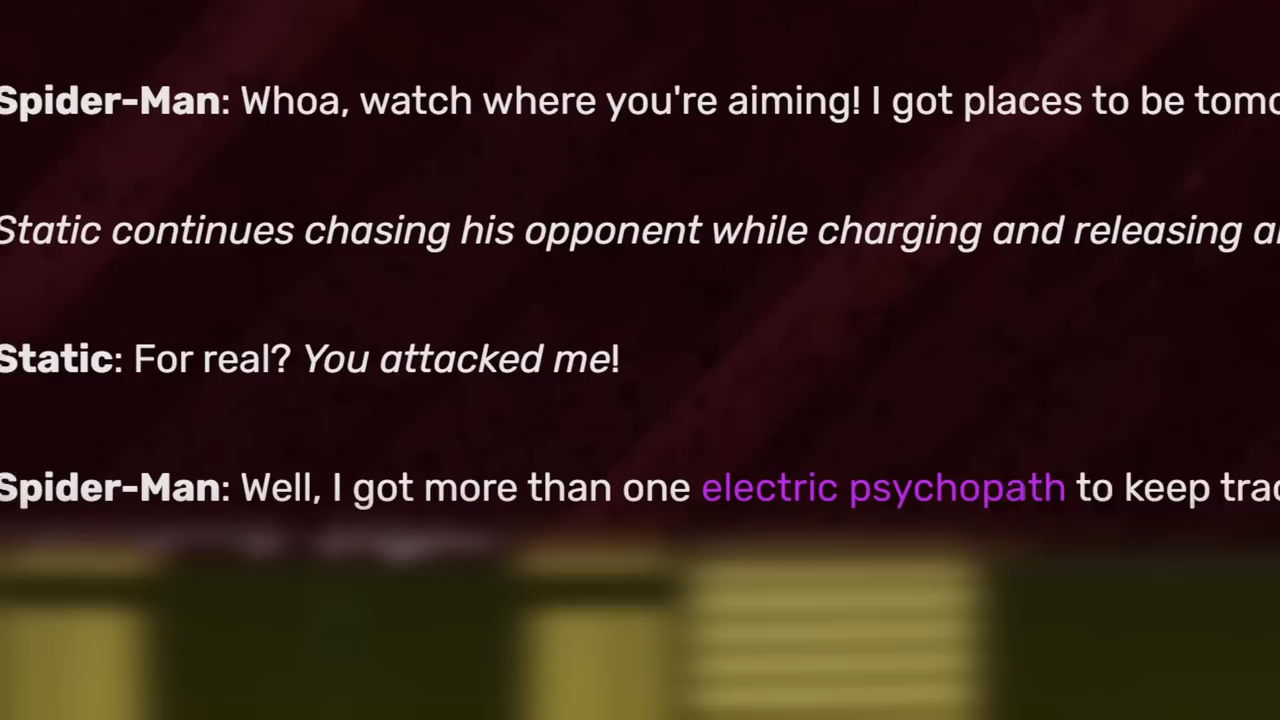 Spider-Man: Whoa, watch where you're aiming! I got places to be
Static continues chasing his opponent while charging and releasing
Static: For real? You attacked me!
Spider-Man: Well, I got more than one electric psychopath to keep